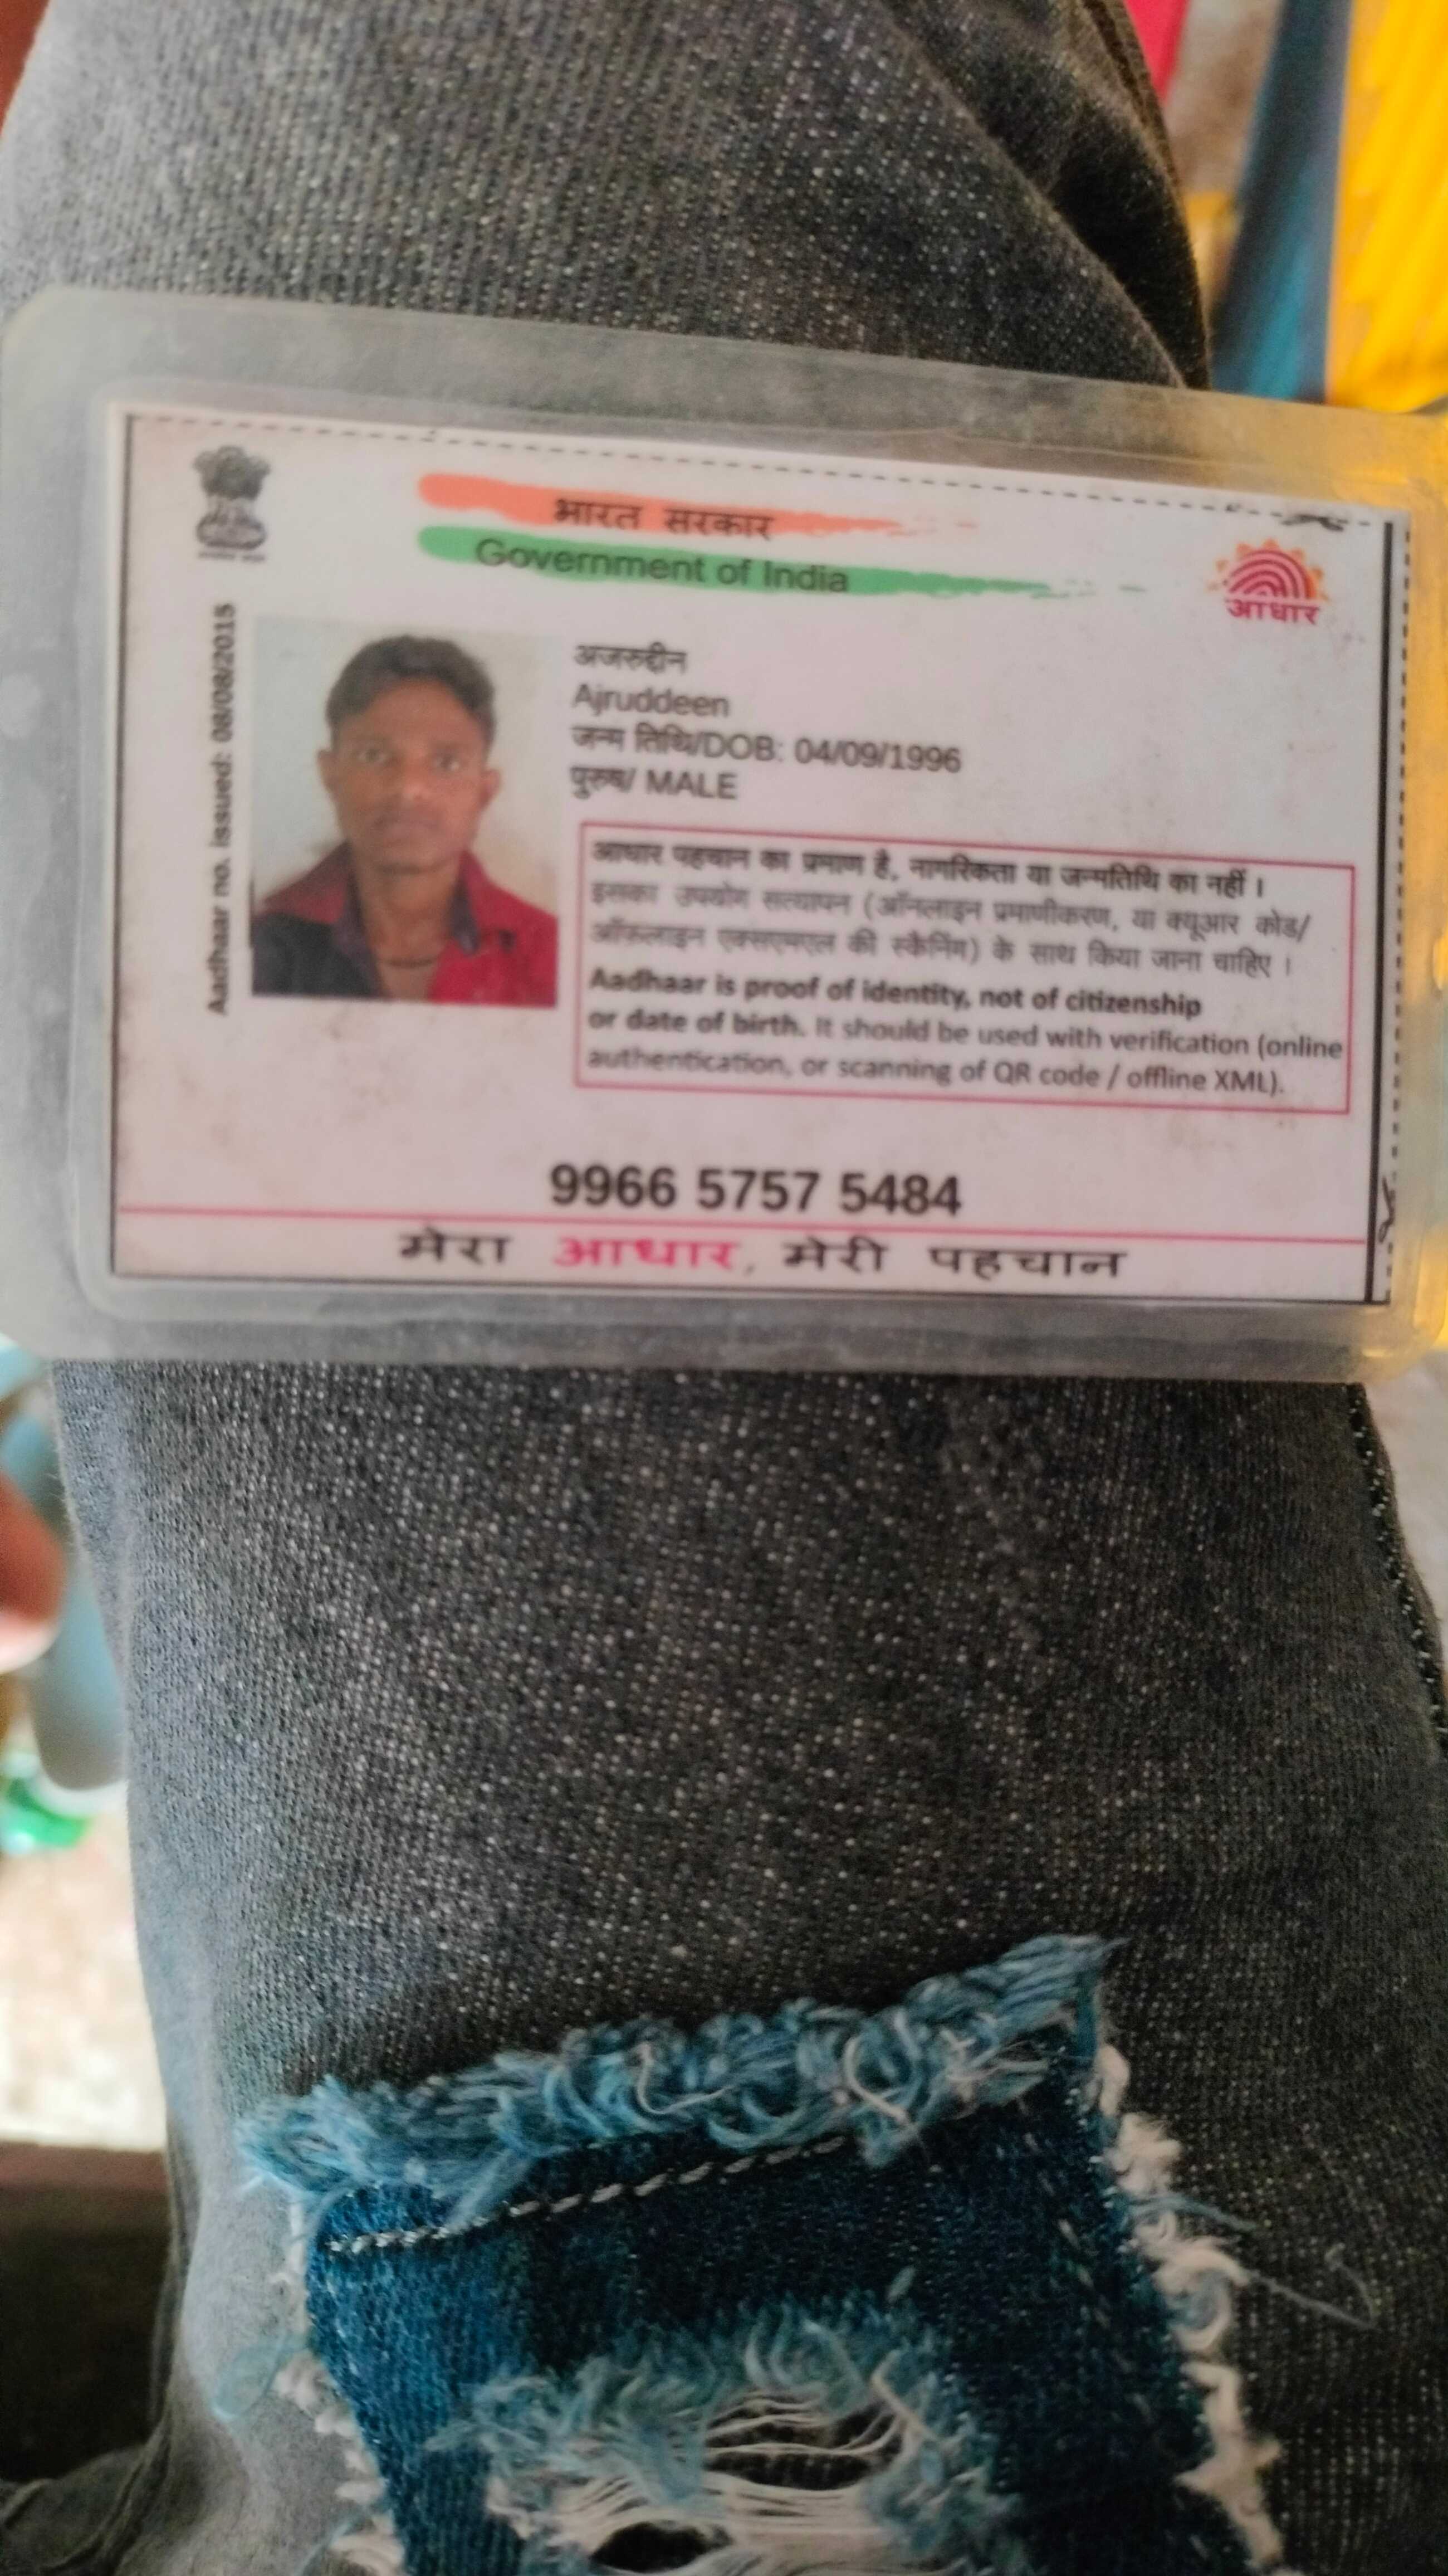 भारत सरकार
Government of India
आधार
Aadhaar no. issued: 08/08/2015
अजरुद्दीन
Ajruddeen
जन्म तिथि/DOB: 04/09/1996
पुरुष/ MALE
आधार पहचान का प्रमाण है, नागरिकता या जन्मतिथि का नहीं ।
इसका उपयोग सत्यापन (ऑनलाइन प्रमाणीकरण, या क्यूआर कोड/
ऑफ़लाइन एक्सएमएल की स्कैनिंग) के साथ किया जाना चाहिए ।
Aadhaar is proof of identity, not of citizenship
or date of birth. It should be used with verification (online
authentication, or scanning of QR code / offline XML).
9966 5757 5484
मेरा आधार, मेरी पहचान